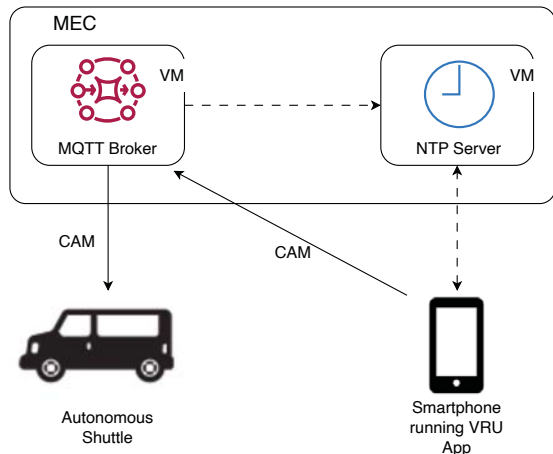 MEC
VM
MQTT Broker
VM
NTP Server
CAM
CAM
Autonomous
Shuttle
Smartphone
running VRU
App